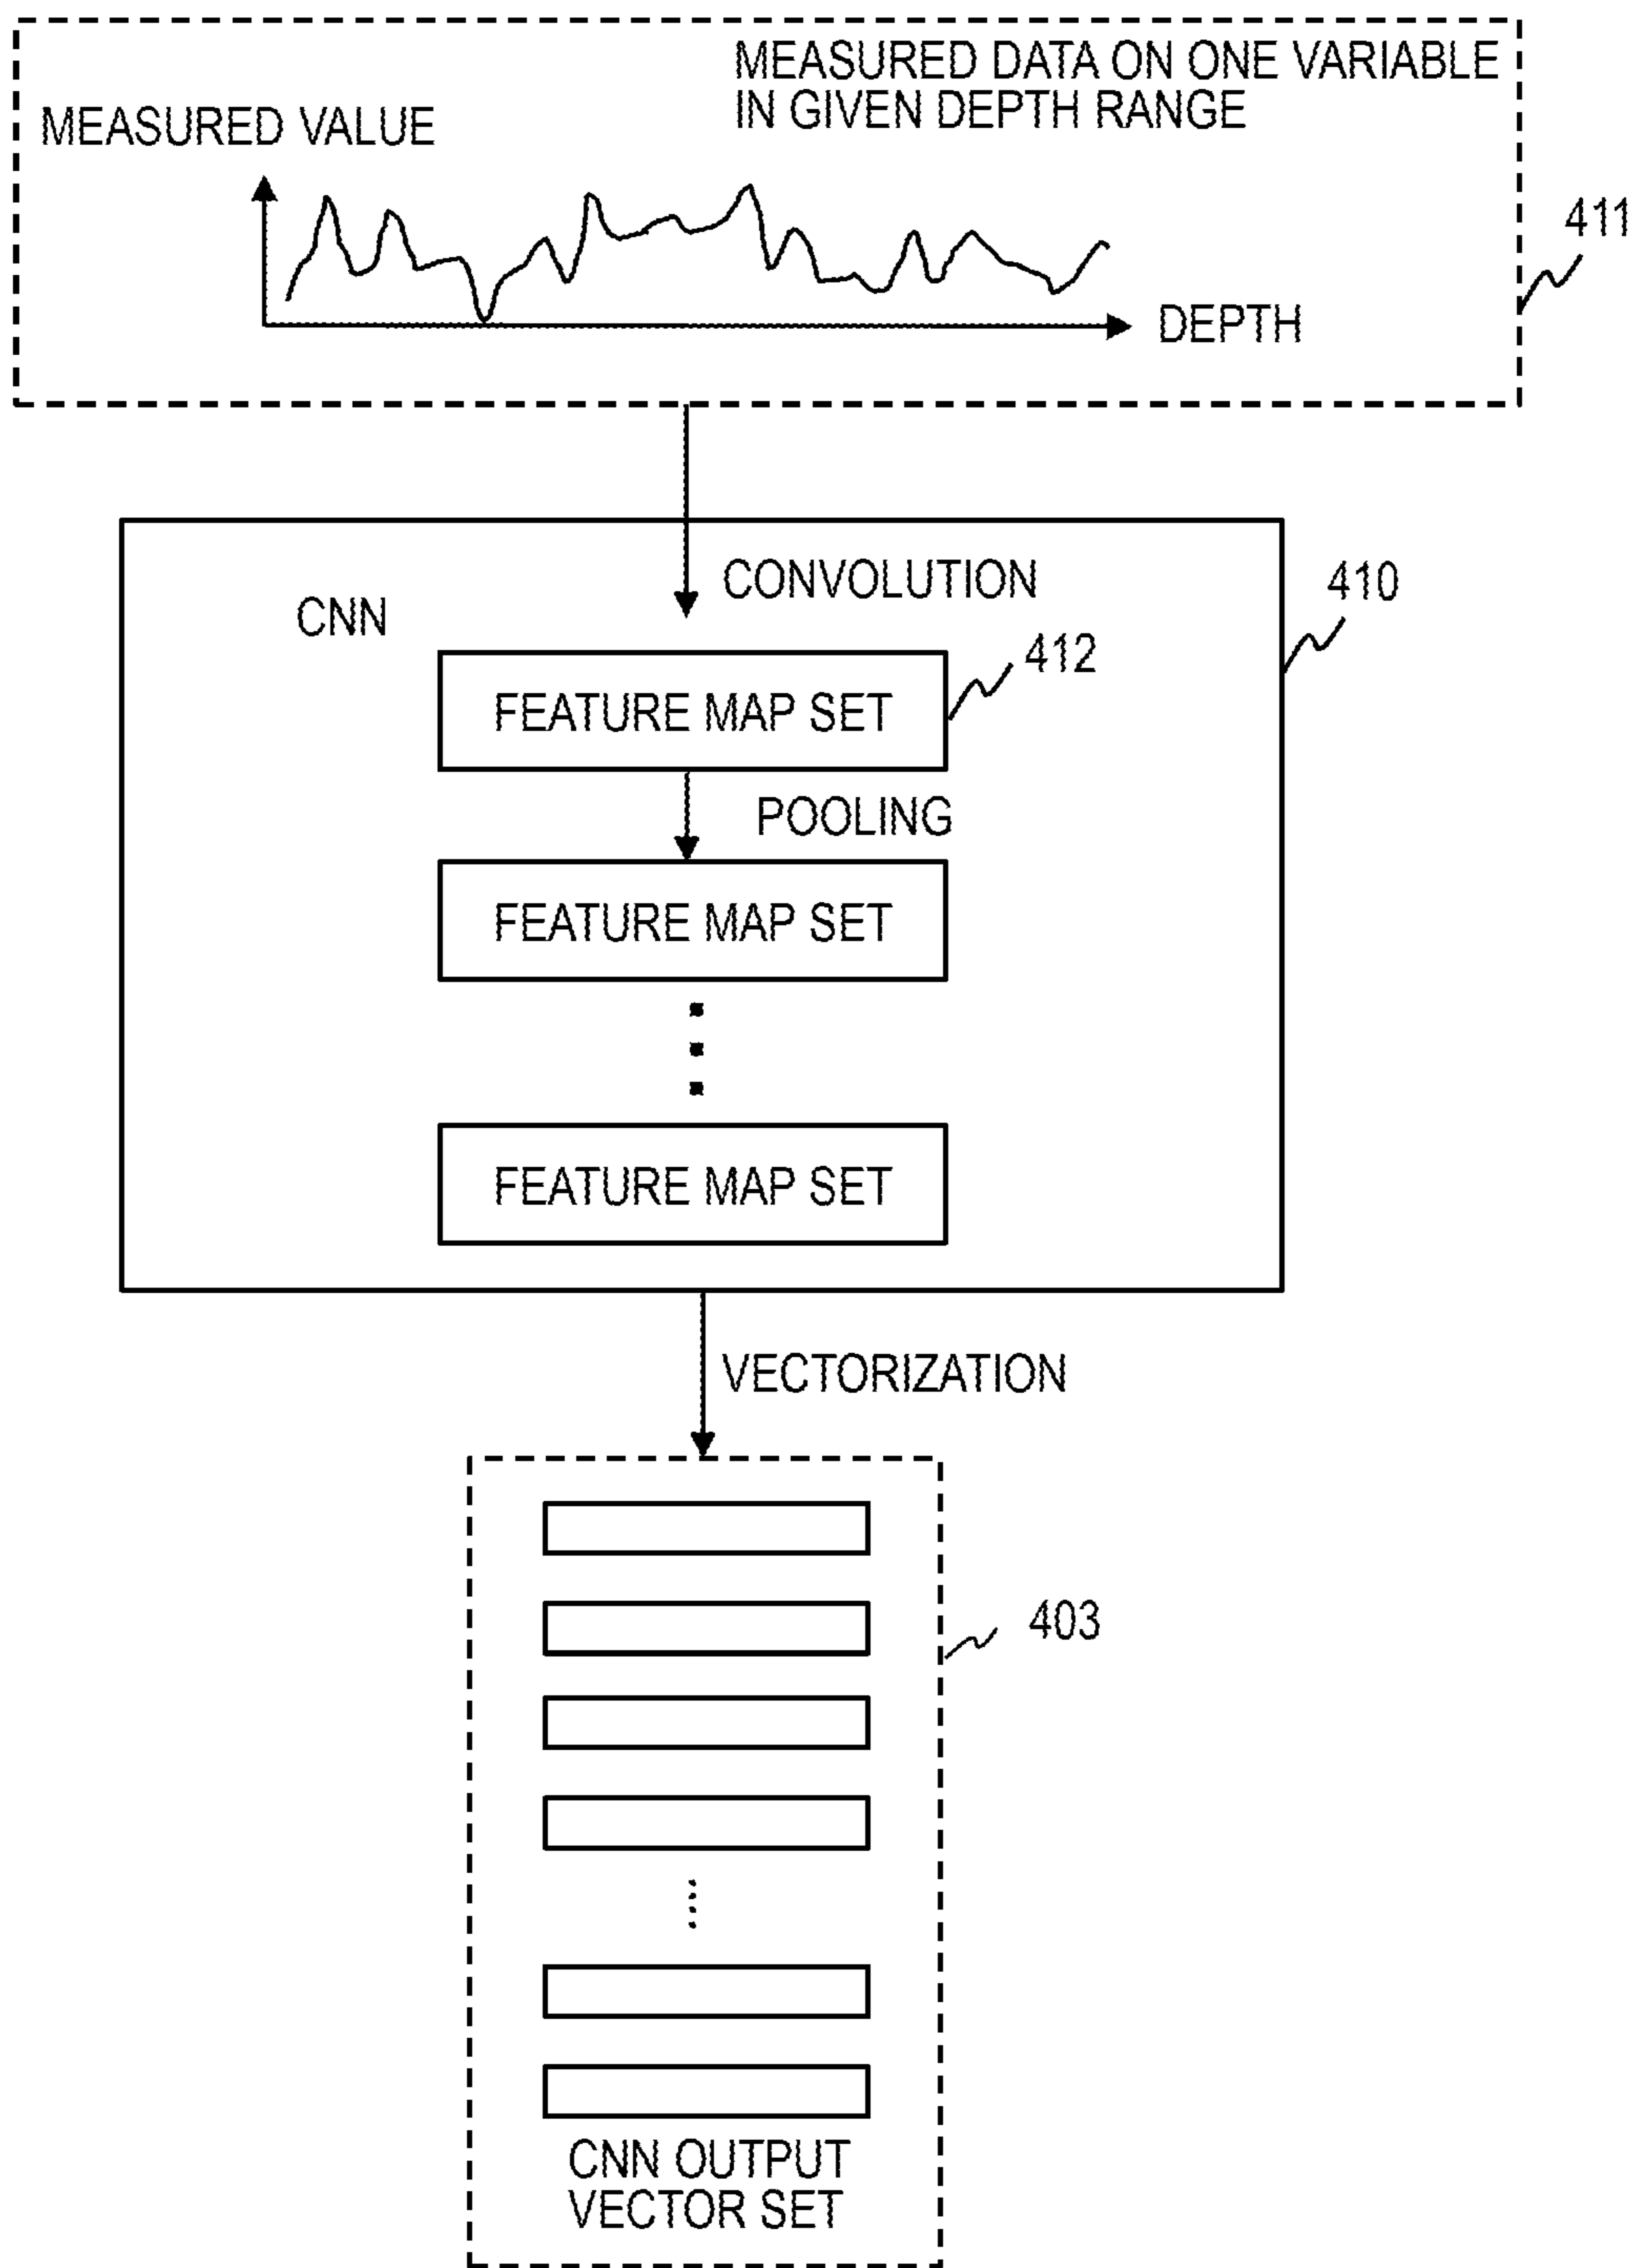 MEASURED DATA ON ONE VARIABLE
IN GIVEN DEPTH RANGE
MEASURED VALUE
411
DEPTH
CONVOLUTION
410
CNN
412
FEATURE MAP SET
POOLING
FEATURE MAP SET
FEATURE MAP SET
VECTORIZATION
403
CNN OUTPUT
VECTOR SET